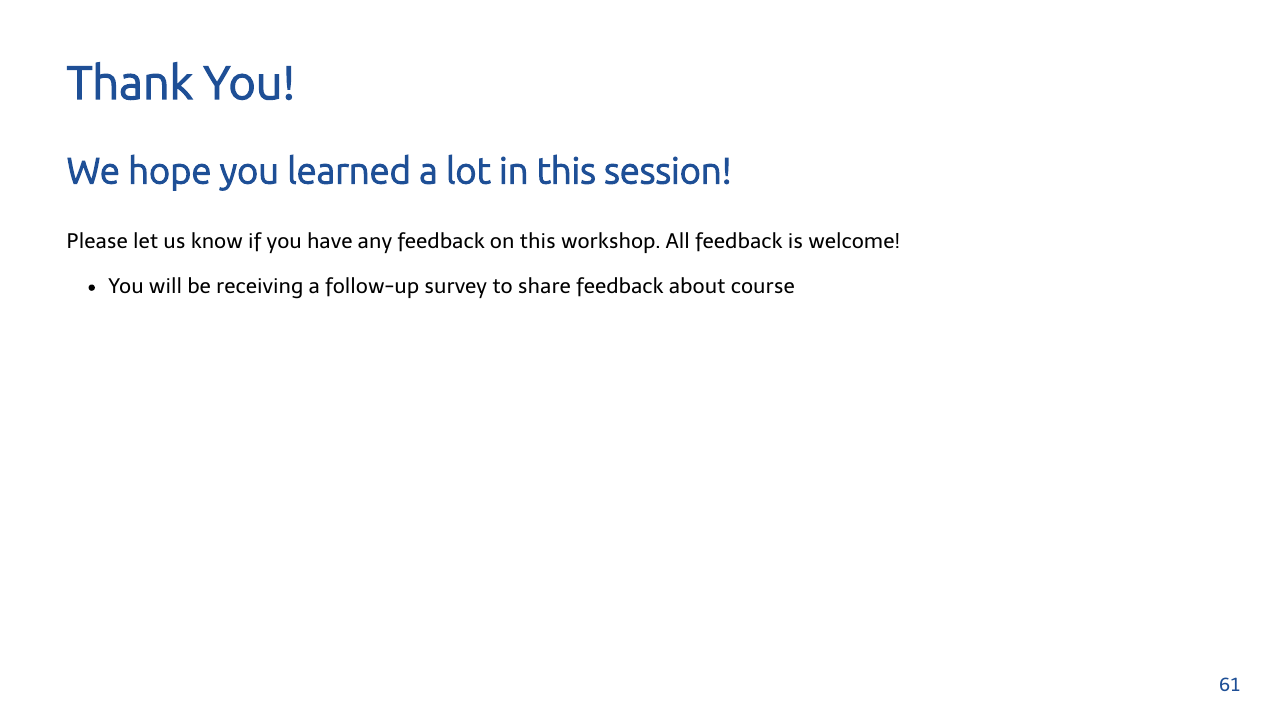 Thank You!
We hope you learned a lot in this session!
Please let us know if you have any feedback on this workshop. All feedback is welcome!
• You will be receiving a follow-up survey to share feedback about course
61